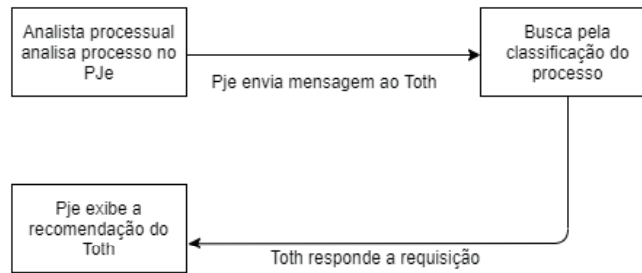 Analista processual
analisa processo no
PJe
Busca pela
classificação do
processo
Pje envia mensagem ao Toth
Pje exibe a
recomendação do
Toth
Toth responde a requisição